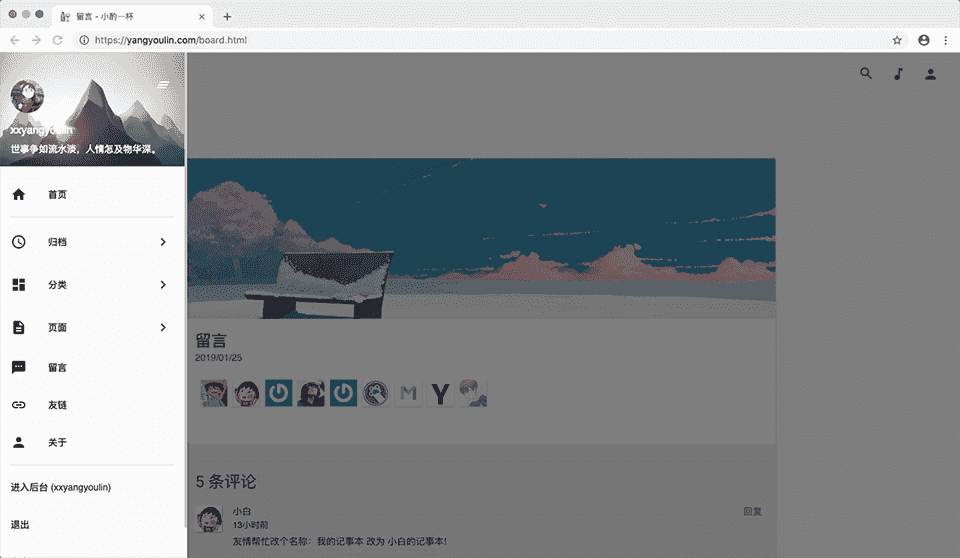 留言 - 小酌一杯
https://yangyoulin.com/board.html
xxyangyoulin
世事争如流水淡，人情怎及物华深。
首页
归档
分类
页面
留言
友链
关于
进入后台 (xxyangyoulin)
退出
留言
2019/01/25
M Y
5 条评论
小白
回复
13小时前
友情帮忙改个名称：我的记事本 改为 小白的记事本!